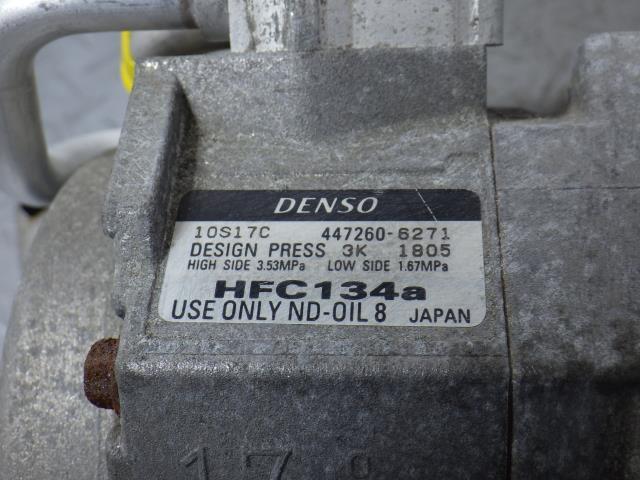 DENSO
10S17C 447260-6271
DESIGN PRESS 3K 1805
HIGH SIDE 3.53MPa LOW SIDE 1.67MPa
HFC134a
USE ONLY ND-OIL 8 JAPAN
17